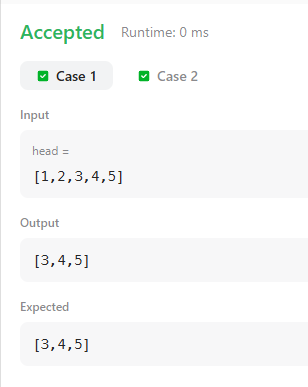 Accepted Runtime: 0 ms
Case 1 Case 2
Input
head =
[1,2,3,4,5]
Output
[3,4,5]
Expected
[3,4,5]